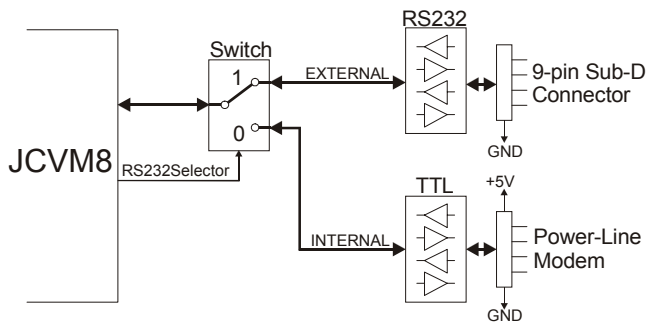 RS232
Switch
1
EXTERNAL
9-pin Sub-D
Connector
0
GND
JCVM8
RS232Selector
TTL
+5V
INTERNAL
Power-Line
Modem
GND